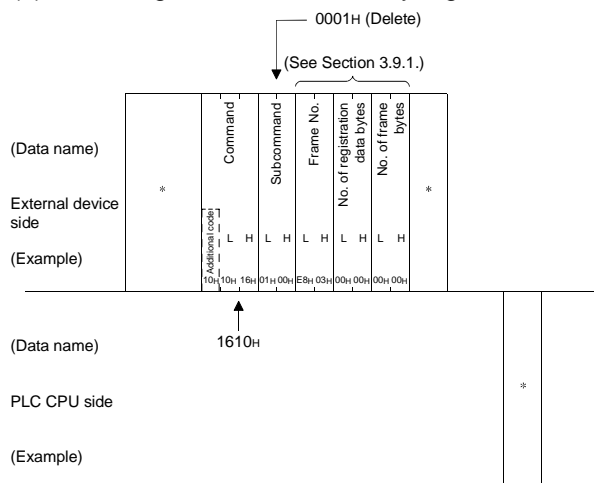 0001H (Delete)
(See Section 3.9.1.)
(Data name)
External device
side
(Example)
*
Additional code
Command
Subcommand
Frame No.
No. of registration
data bytes
No. of frame
bytes
*
L H L H L H L H L H
10H 10H 16H 01H 00H E8H 03H 00H 00H 00H 00H
1610H
(Data name)
PLC CPU side
(Example)
*